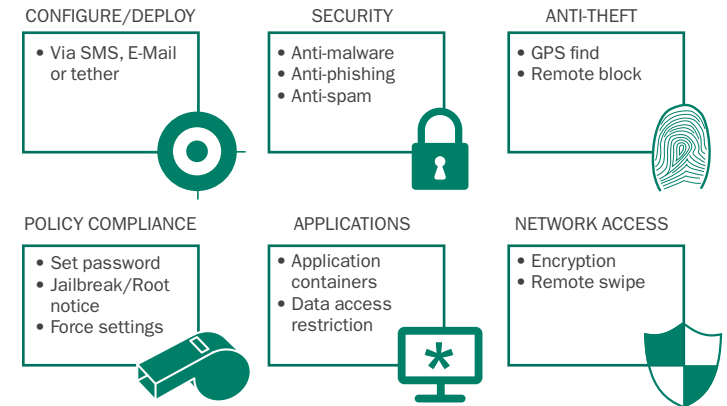 CONFIGURE/DEPLOY
• Via SMS, E-Mail
or tether
SECURITY
• Anti-malware
• Anti-phishing
• Anti-spam
ANTI-THEFT
• GPS find
• Remote block
POLICY COMPLIANCE
• Set password
• Jailbreak/Root
notice
• Force settings
APPLICATIONS
• Application
containers
• Data access
restriction
*
NETWORK ACCESS
• Encryption
• Remote swipe